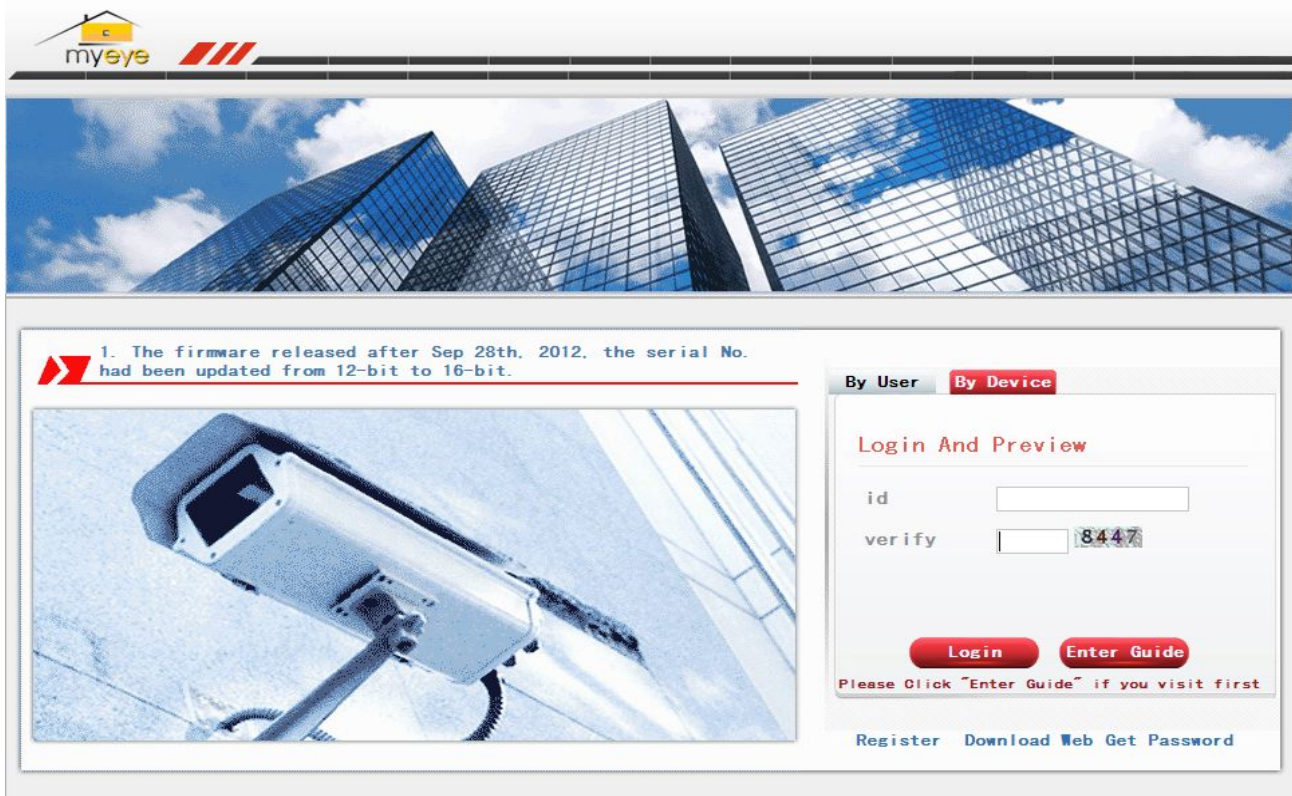 myeye
1. The firmware released after Sep 28th, 2012, the serial No.
had been updated from 12-bit to 16-bit.
By User By Device
Login And Preview
id
verify 8447
Login Enter Guide
Please Click "Enter Guide" if you visit first
Register Download Web Get Password